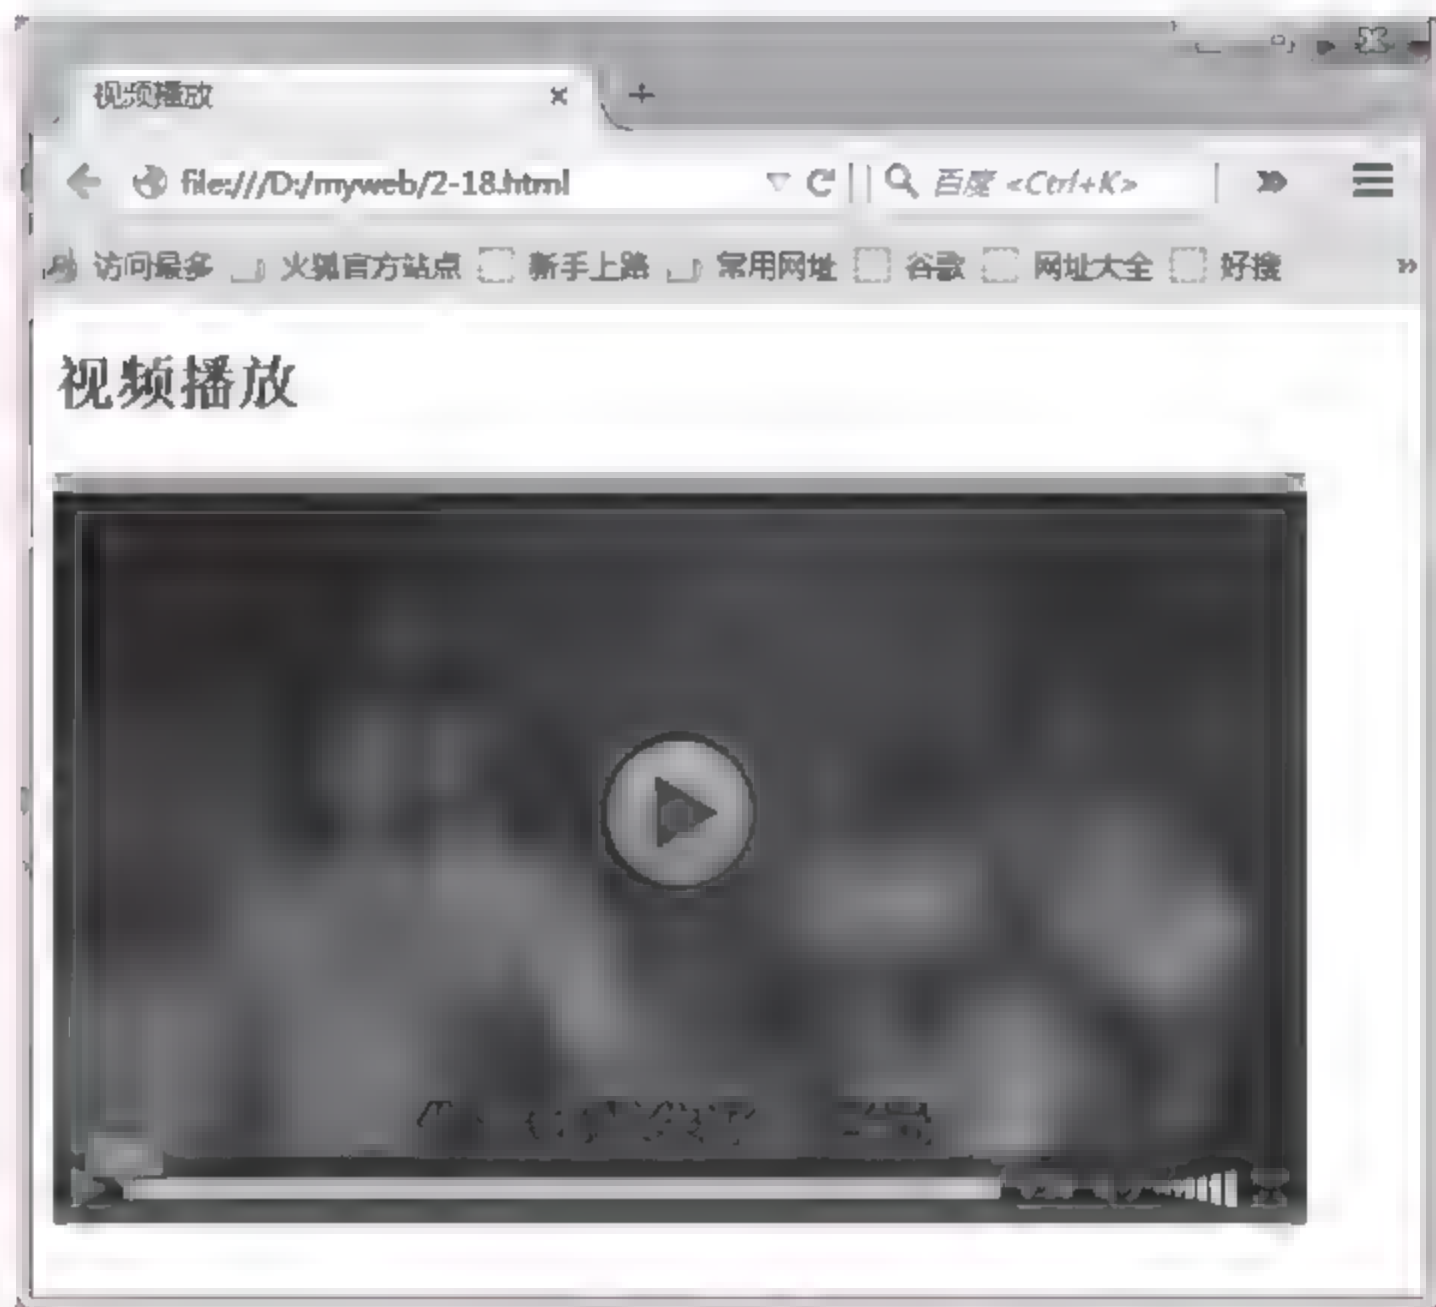 视频播放
file:///D:/myweb/2-18.html 百度 <Ctrl+K>
访问最多 火狐官方站点 新手上路 常用网址 谷歌 网址大全 好搜
视频播放